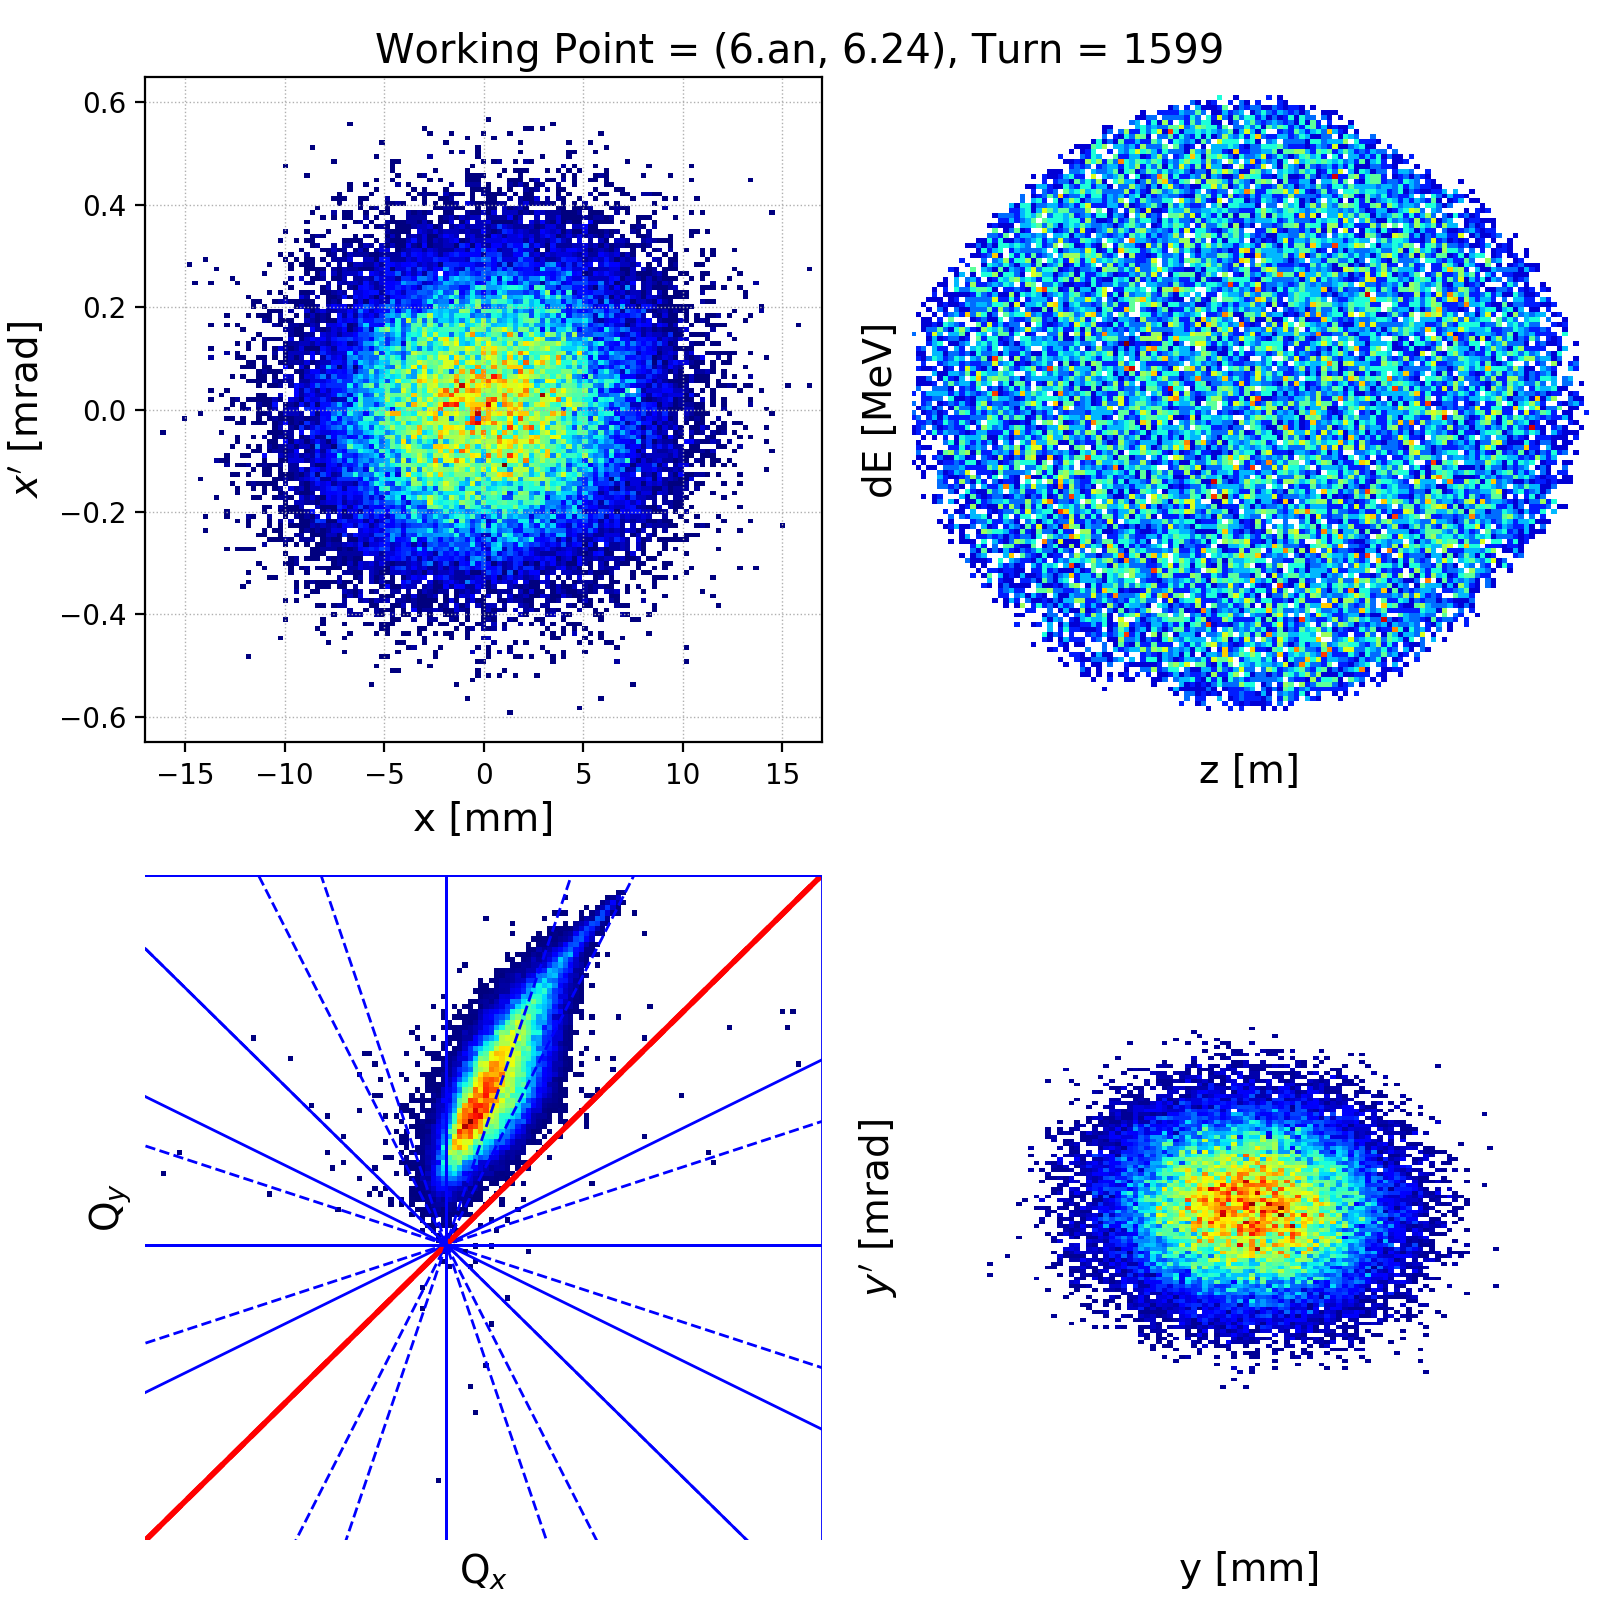 Working Point = (6.an, 6.24), Turn = 1599
0.6
0.4
0.2
0.0
−0.2
−0.4
−0.6
x′ [mrad]
−15 −10 −5 0 5 10 15
x [mm]
dE [MeV]
z [m]
Qy
Qx
y′ [mrad]
y [mm]